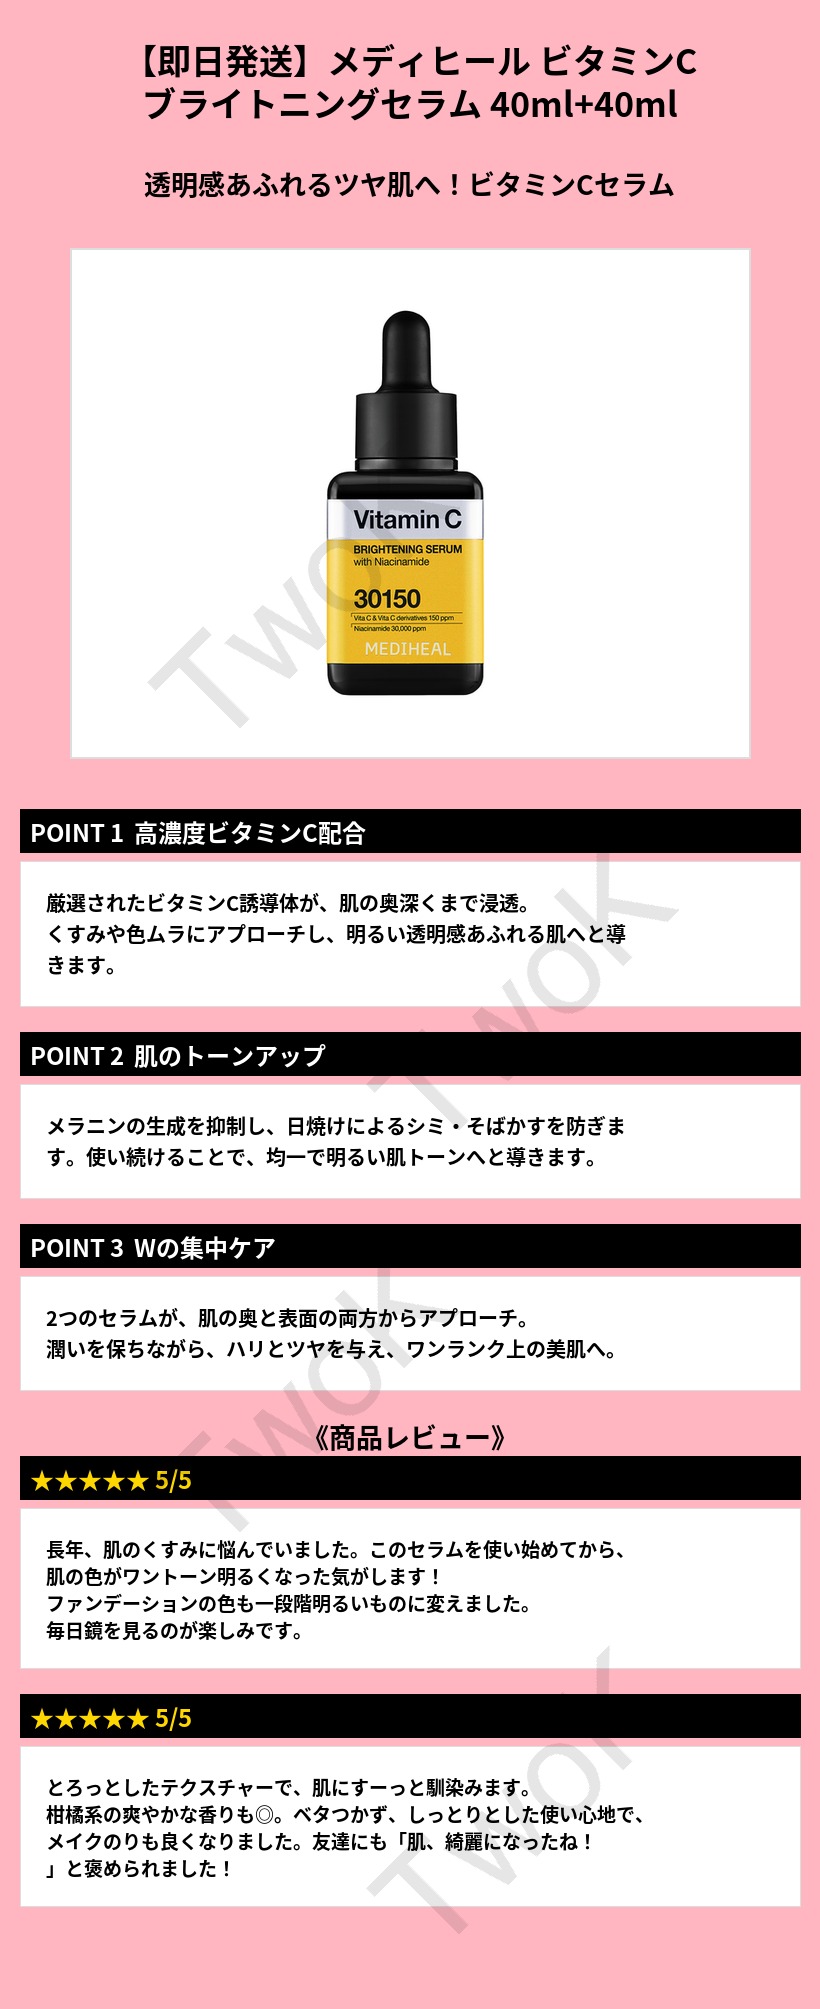 【即日発送】メディヒール ビタミンC
ブライトニングセラム 40ml+40ml
透明感あふれるツヤ肌へ！ビタミンCセラム
Vitamin C
BRIGHTENING SERUM
with Niacinamide
30150
Vita C & Vita C derivatives 150 ppm
Niacinamide 30,000 ppm
MEDIHEAL
TwoK
POINT 1 高濃度ビタミンC配合
厳選されたビタミンC誘導体が、肌の奥深くまで浸透。
くすみや色ムラにアプローチし、明るい透明感あふれる肌へと導
きます。
TwoK
POINT 2 肌のトーンアップ
メラニンの生成を抑制し、日焼けによるシミ・そばかすを防ぎま
す。使い続けることで、均一で明るい肌トーンへと導きます。
POINT 3 Wの集中ケア
2つのセラムが、肌の奥と表面の両方からアプローチ。
潤いを保ちながら、ハリとツヤを与え、ワンランク上の美肌へ。
TwoK
《商品レビュー》
★★★★★ 5/5
長年、肌のくすみに悩んでいました。このセラムを使い始めてから、
肌の色がワントーン明るくなった気がします！
ファンデーションの色も一段階明るいものに変えました。
毎日鏡を見るのが楽しみです。
★★★★★ 5/5
とろっとしたテクスチャーで、肌にすーっと馴染みます。
柑橘系の爽やかな香りも◎。ベタつかず、しっとりとした使い心地で、
メイクのりも良くなりました。友達にも「肌、綺麗になったね！
」と褒められました！
TwoK